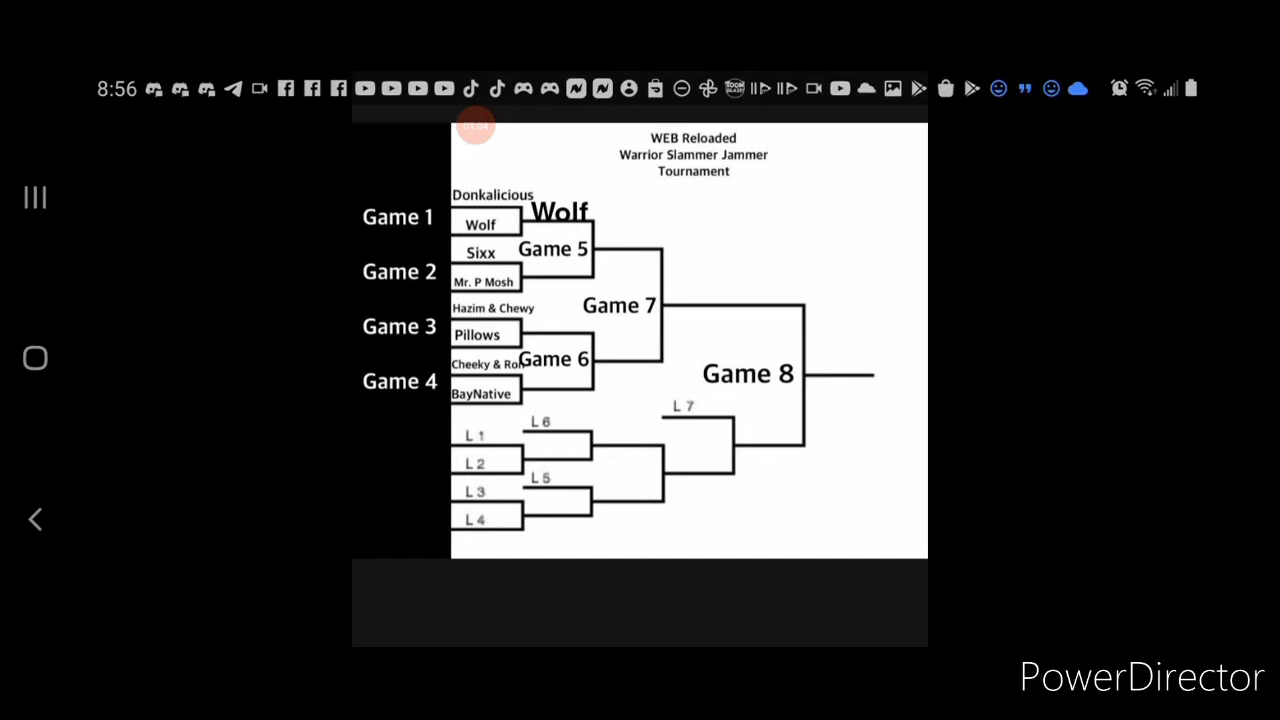 8:56
01:04
WEB Reloaded
Warrior Slammer Jammer
Tournament
Donkalicious
Game 1
Wolf
Wolf
Sixx
Game 5
Game 2
Mr. P Mosh
Hazim & Chewy
Game 7
Game 3
Pillows
Cheeky & Ron
Game 6
Game 4
BayNative
Game 8
L 7
L 6
L 1
L 2
L 5
L 3
L 4
PowerDirector